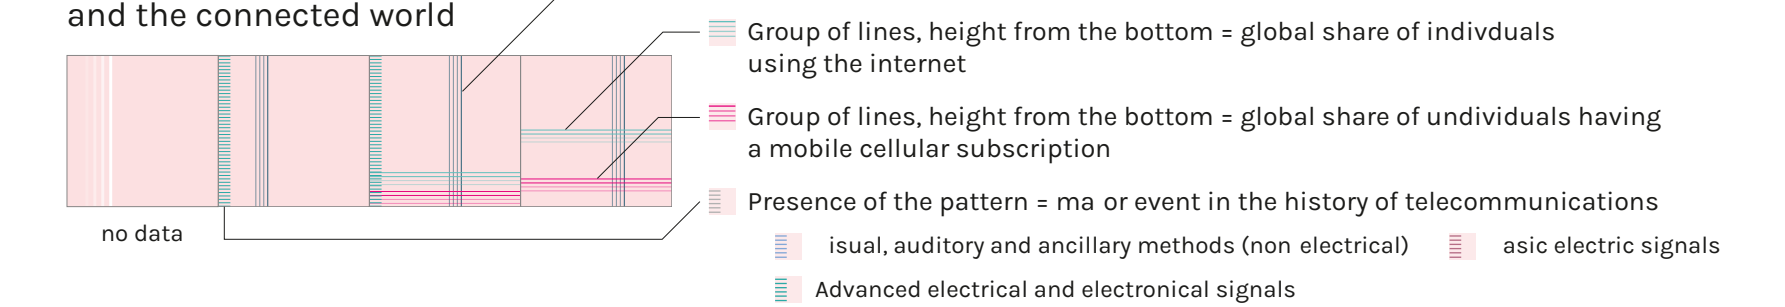 and the connected world
Group of lines, height from the bottom = global share of indivduals
using the internet
Group of lines, height from the bottom = global share of undividuals having
a mobile cellular subscription
Presence of the pattern = ma or event in the history of telecommunications
no data
isual, auditory and ancillary methods (non electrical)
asic electric signals
Advanced electrical and electronical signals